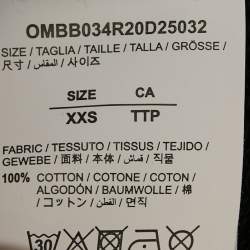 OMBB034R20D25032
SIZE / TAGLIA / TAILLE / TALLA / GRÖSSE /
尺寸 / المقاس / 사이즈
SIZE CA
XXS TTP
FABRIC / TESSUTO / TISSUS / TEJIDO /
GEWEBE / 面料 / 本体 / قماش / 직물
100% COTTON / COTONE / COTON /
ALGODÓN / BAUMWOLLE / 棉
/ コットン / القطن / 면직
30